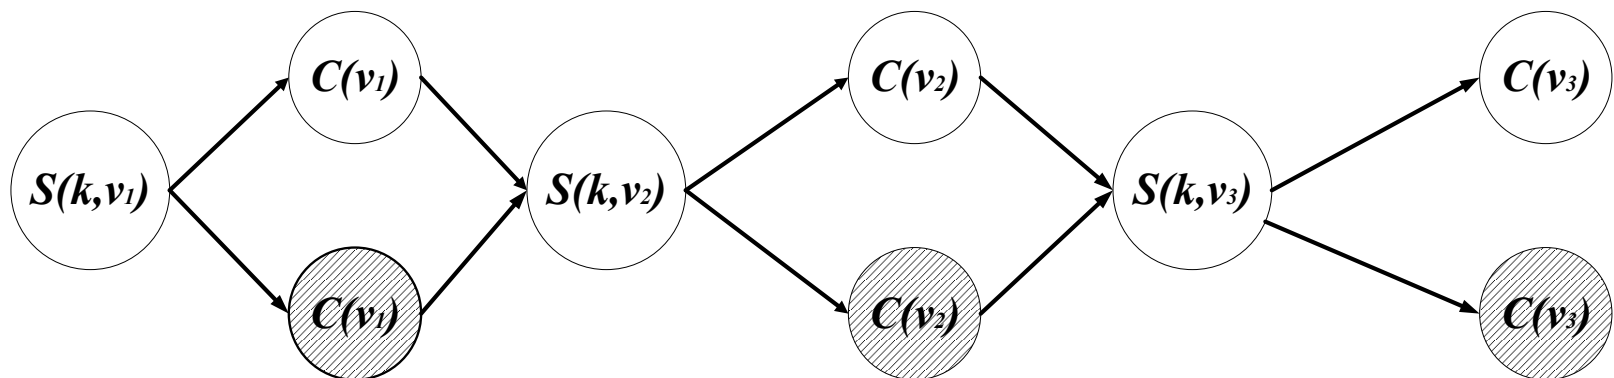 C(v₁)
C(v₂)
C(v₃)
S(k,v₁)
S(k,v₂)
S(k,v₃)
C(v₁)
C(v₂)
C(v₃)